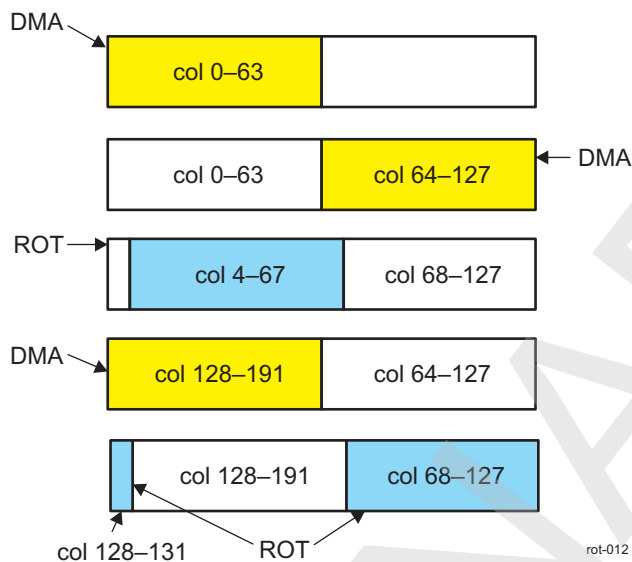 DMA
col 0–63
col 0–63 col 64–127 DMA
ROT
col 4–67 col 68–127
DMA
col 128–191 col 64–127
col 128–191 col 68–127
col 128–131 ROT rot-012